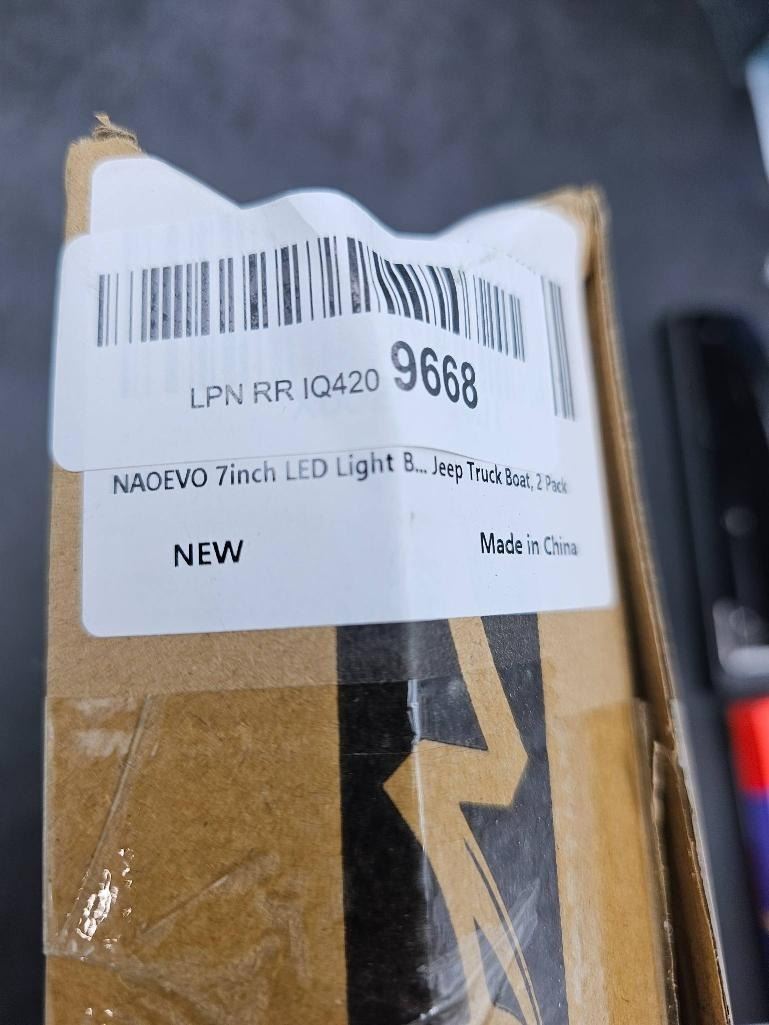 LPN RR IQ420 9668
NAOEVO 7inch LED Light B... Jeep Truck Boat, 2 Pack
NEW
Made in China